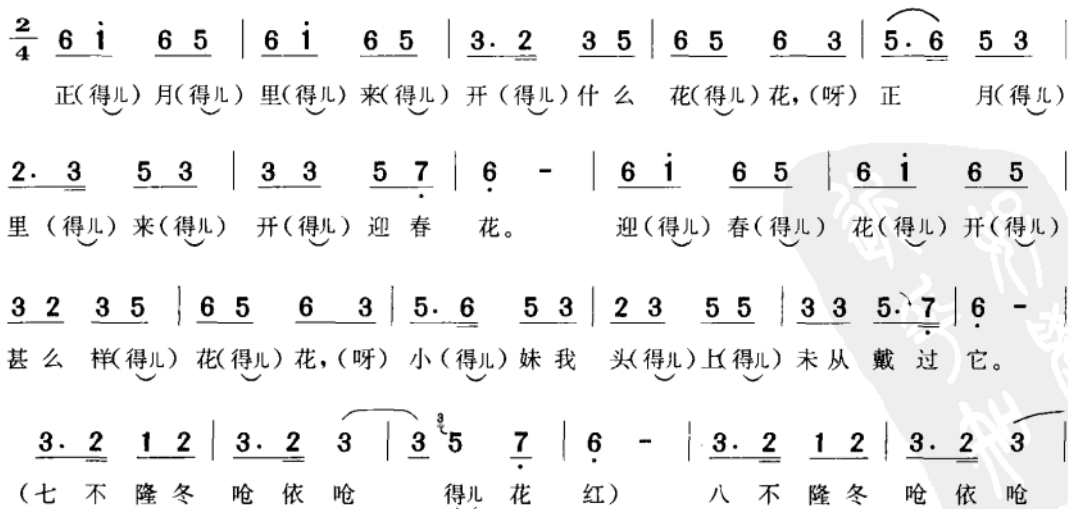 2/4 6 i 6 5 | 6 i 6 5 | 3. 2 3 5 | 6 5 6 3 | 5. 6 5 3 |
正(得儿) 月(得儿) 里(得儿) 来(得儿) 开 (得儿) 什 么 花(得儿) 花,(呀) 正 月(得儿)
2. 3 5 3 | 3 3 5 7 | 6 - | 6 i 6 5 | 6 i 6 5 |
里 (得儿) 来(得儿) 开(得儿) 迎 春 花。 迎(得儿) 春(得儿) 花(得儿) 开(得儿)
3 2 3 5 | 6 5 6 3 | 5. 6 5 3 | 2 3 5 5 | 3 3 5. 7 | 6 - |
甚 么 样(得儿) 花(得儿) 花,(呀) 小 (得儿) 妹 我 头(得儿) 上(得儿) 未 从 戴 过 它。
3. 2 1 2 | 3. 2 3 | 3 3 5 7 | 6 - | 3. 2 1 2 | 3. 2 3 |
(七 不 隆 冬 呛 依 呛 得儿 花 红) 八 不 隆 冬 呛 依 呛